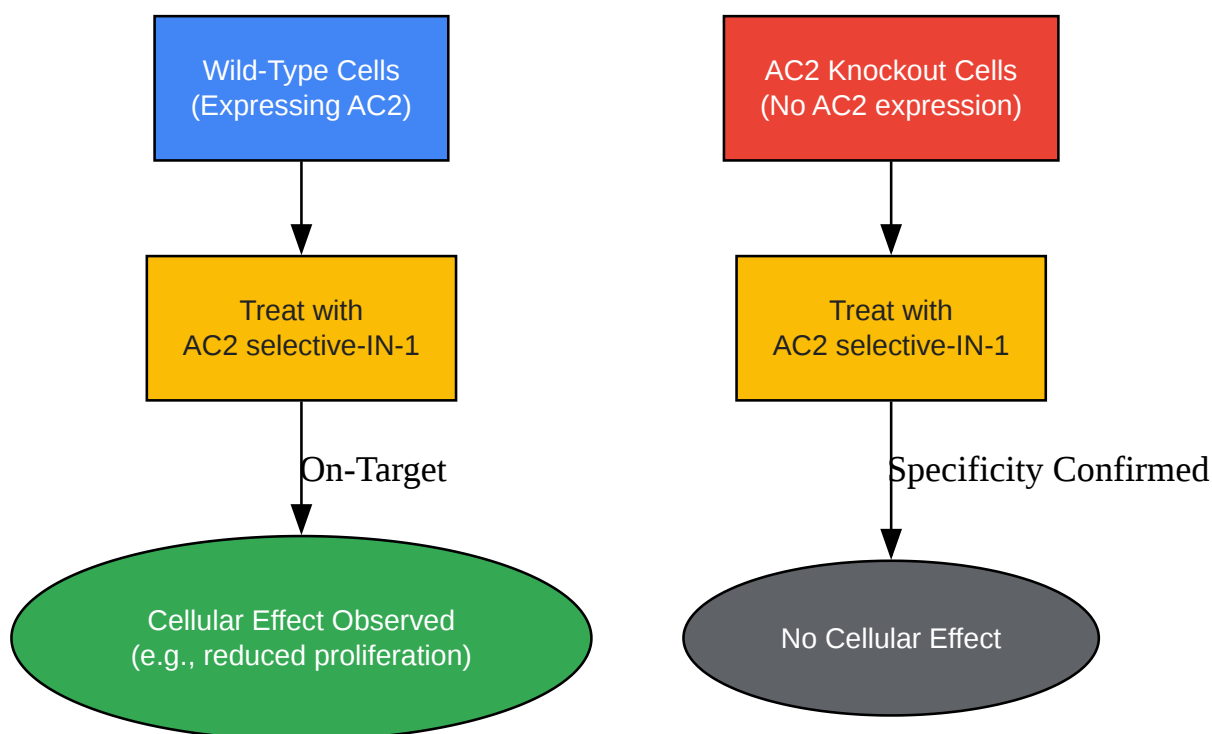 Wild-Type Cells
(Expressing AC2)
AC2 Knockout Cells
(No AC2 expression)
Treat with
AC2 selective-IN-1
Treat with
AC2 selective-IN-1
On-Target
Specificity Confirmed
Cellular Effect Observed
(e.g., reduced proliferation)
No Cellular Effect